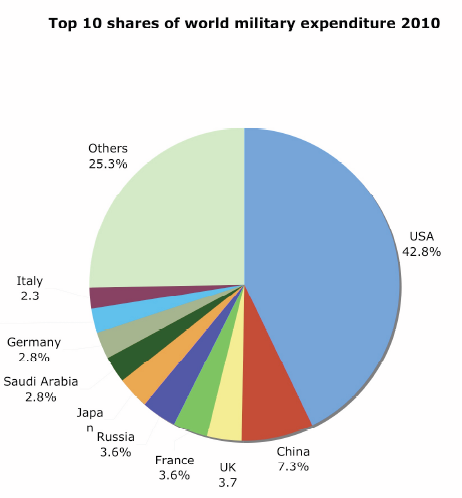 Top 10 shares of world military expenditure 2010
Others
25.3%
USA
42.8%
Italy
2.3
Germany
2.8%
Saudi Arabia
2.8%
Japa
n
Russia
3.6%
France
3.6%
UK
3.7
China
7.3%